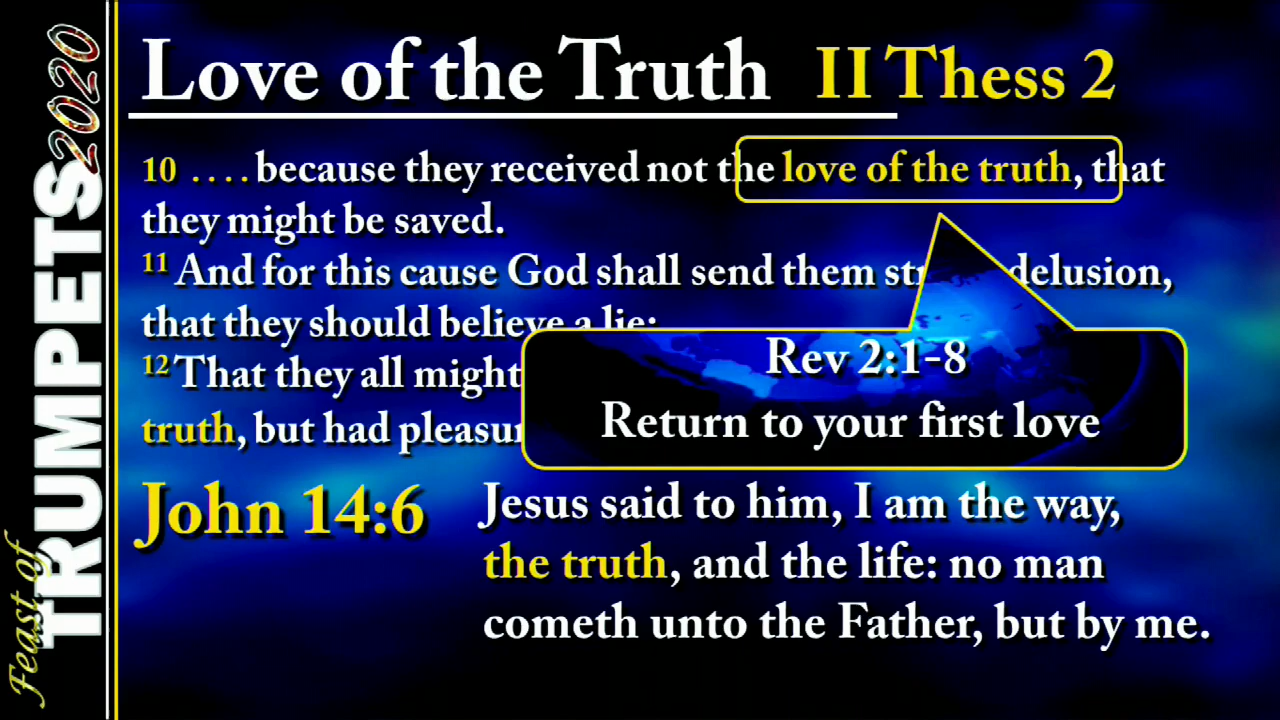 Feast of
TRUMPETS 2020
Love of the Truth II Thess 2
10 .... because they received not the love of the truth, that
they might be saved.
11 And for this cause God shall send them delusion,
that they should believe a lie:
12 That they all might
truth, but had
Rev 2:1-8
Return to your first love
John 14:6
Jesus said to him, I am the way,
the truth, and the life: no man
cometh unto the Father, but by me.